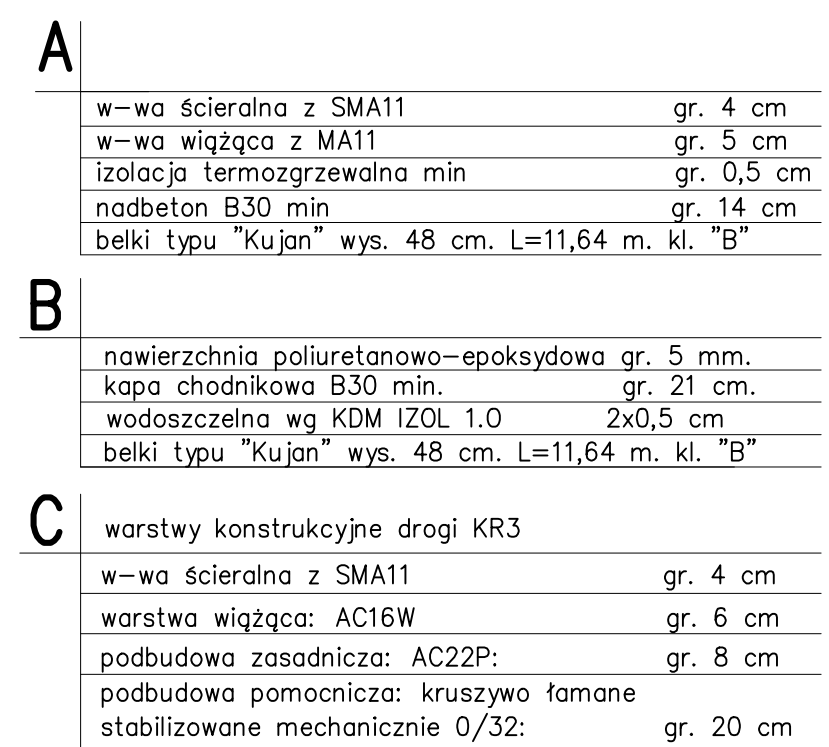 A
w-wa ścieralna z SMA11 gr. 4 cm
w-wa wiążąca z MA11 gr. 5 cm
izolacja termozgrzewalna min gr. 0,5 cm
nadbeton B30 min gr. 14 cm
belki typu "Kujan" wys. 48 cm. L=11,64 m. kl. "B"
B
nawierzchnia poliuretanowo-epoksydowa gr. 5 mm.
kapa chodnikowa B30 min. gr. 21 cm.
wodoszczelna wg KDM IZOL 1.0 2x0,5 cm
belki typu "Kujan" wys. 48 cm. L=11,64 m. kl. "B"
C warstwy konstrukcyjne drogi KR3
w-wa ścieralna z SMA11 gr. 4 cm
warstwa wiążąca: AC16W gr. 6 cm
podbudowa zasadnicza: AC22P: gr. 8 cm
podbudowa pomocnicza: kruszywo łamane
stabilizowane mechanicznie 0/32: gr. 20 cm